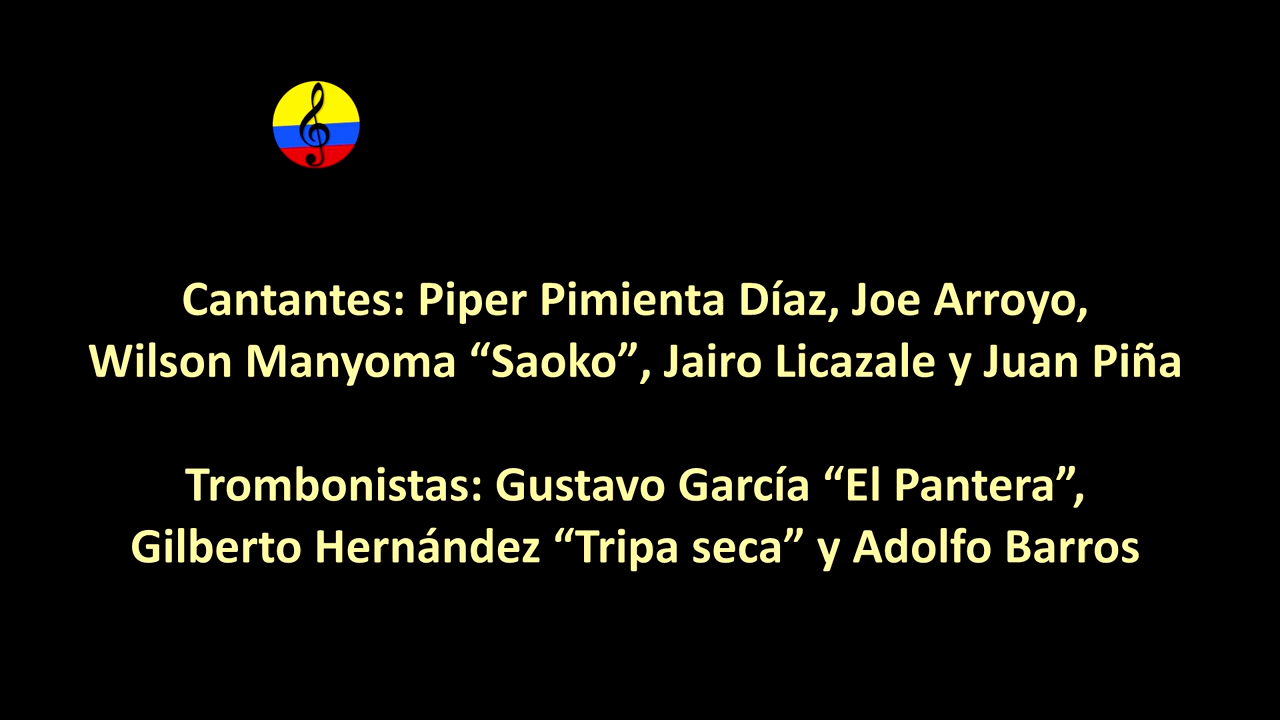 Cantantes: Piper Pimienta Díaz, Joe Arroyo,
Wilson Manyoma “Saoko”, Jairo Licazale y Juan Piña
Trombonistas: Gustavo García “El Pantera”,
Gilberto Hernández “Tripa seca” y Adolfo Barros